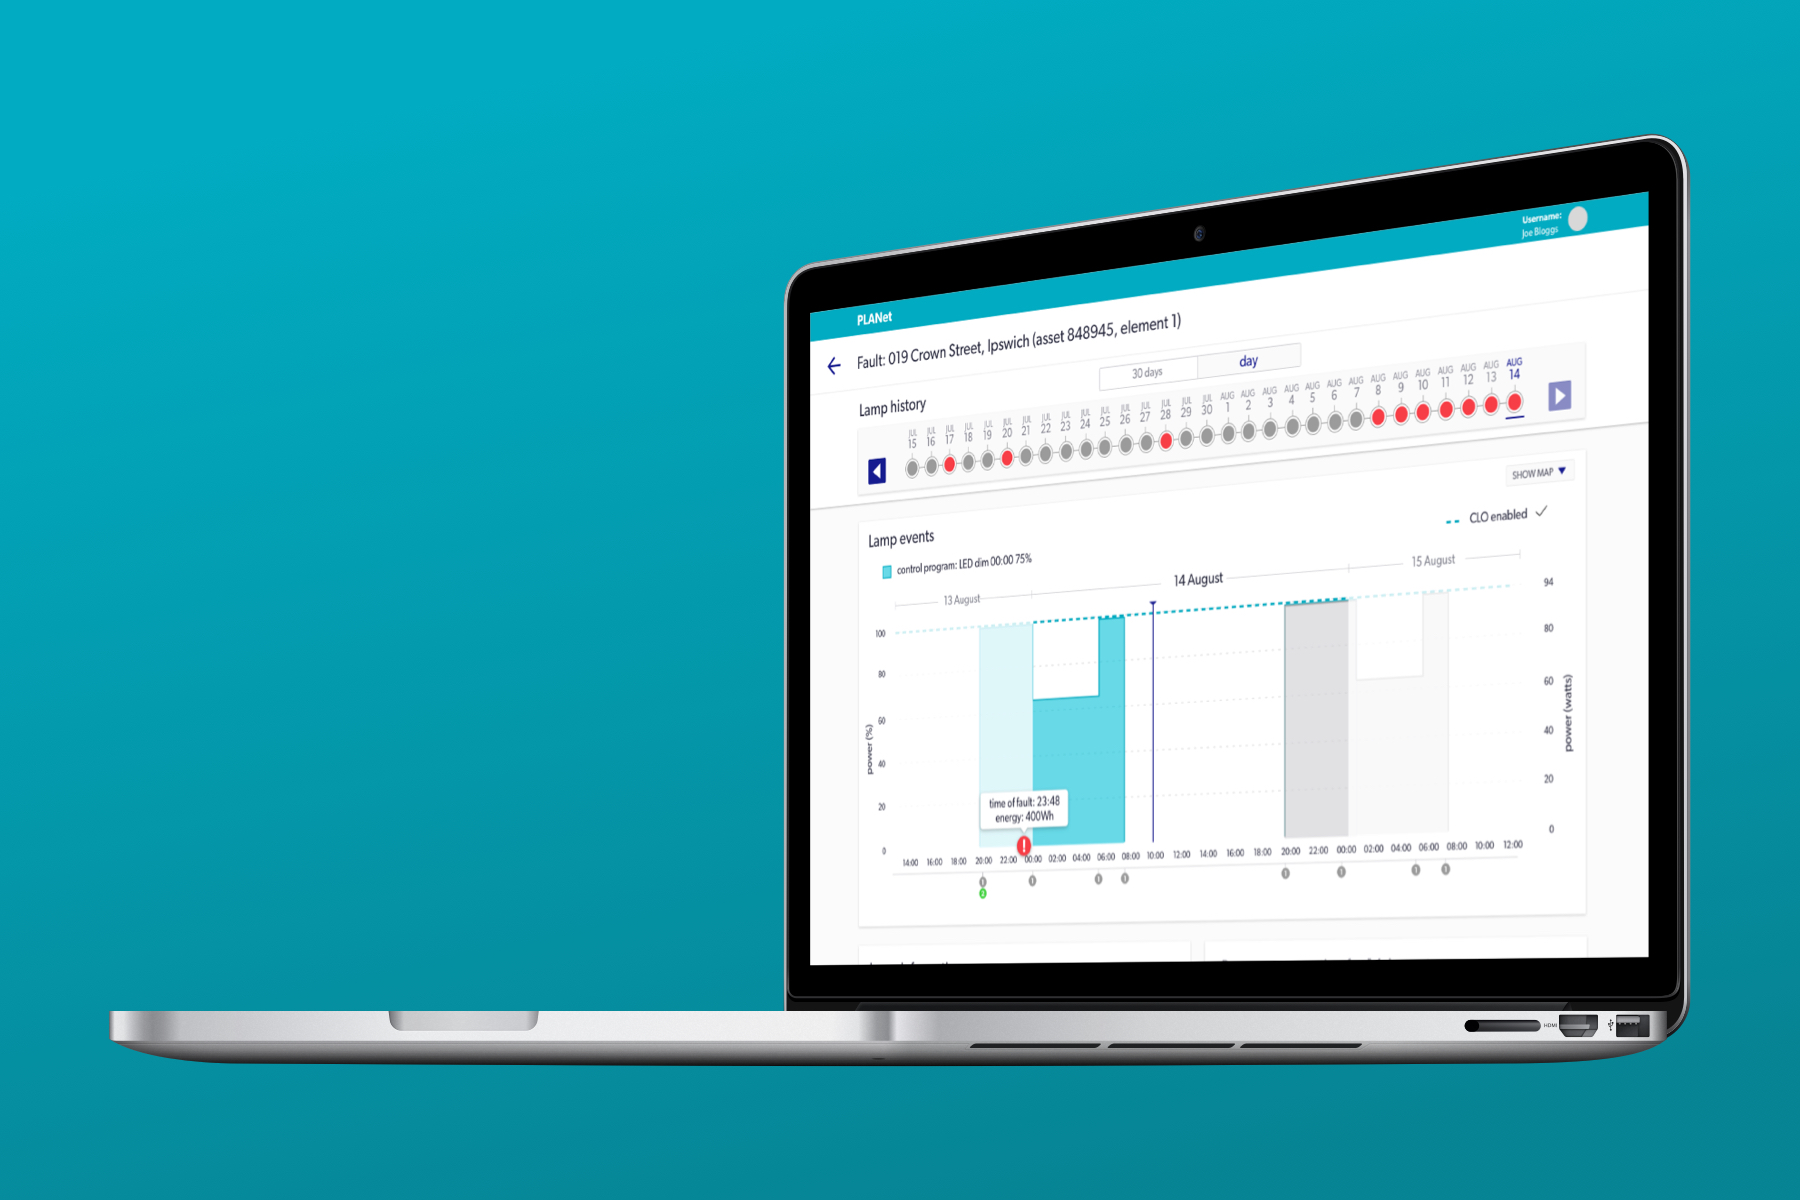 Username:
Joe Bloggs
PLANet
Fault: 019 Crown Street, Ipswich (asset 848945, element 1)
30 days day
Lamp history
JUL JUL JUL JUL JUL JUL JUL JUL JUL JUL JUL JUL JUL JUL JUL JUL AUG AUG AUG AUG AUG AUG AUG AUG AUG AUG AUG AUG AUG AUG
15 16 17 18 19 20 21 22 23 24 25 26 27 28 29 30 1 2 3 4 5 6 7 8 9 10 11 12 13 14
SHOW MAP
Lamp events
CLO enabled
control program: LED dim 00:00 75%
13 August 14 August 15 August
100
80
60
40
20
0
power (%)
94
80
60
40
20
0
power (watts)
time of fault: 23:48
energy: 400Wh
!
14:00 16:00 18:00 20:00 22:00 00:00 02:00 04:00 06:00 08:00 10:00 12:00 14:00 16:00 18:00 20:00 22:00 00:00 02:00 04:00 06:00 08:00 10:00 12:00
HDMI